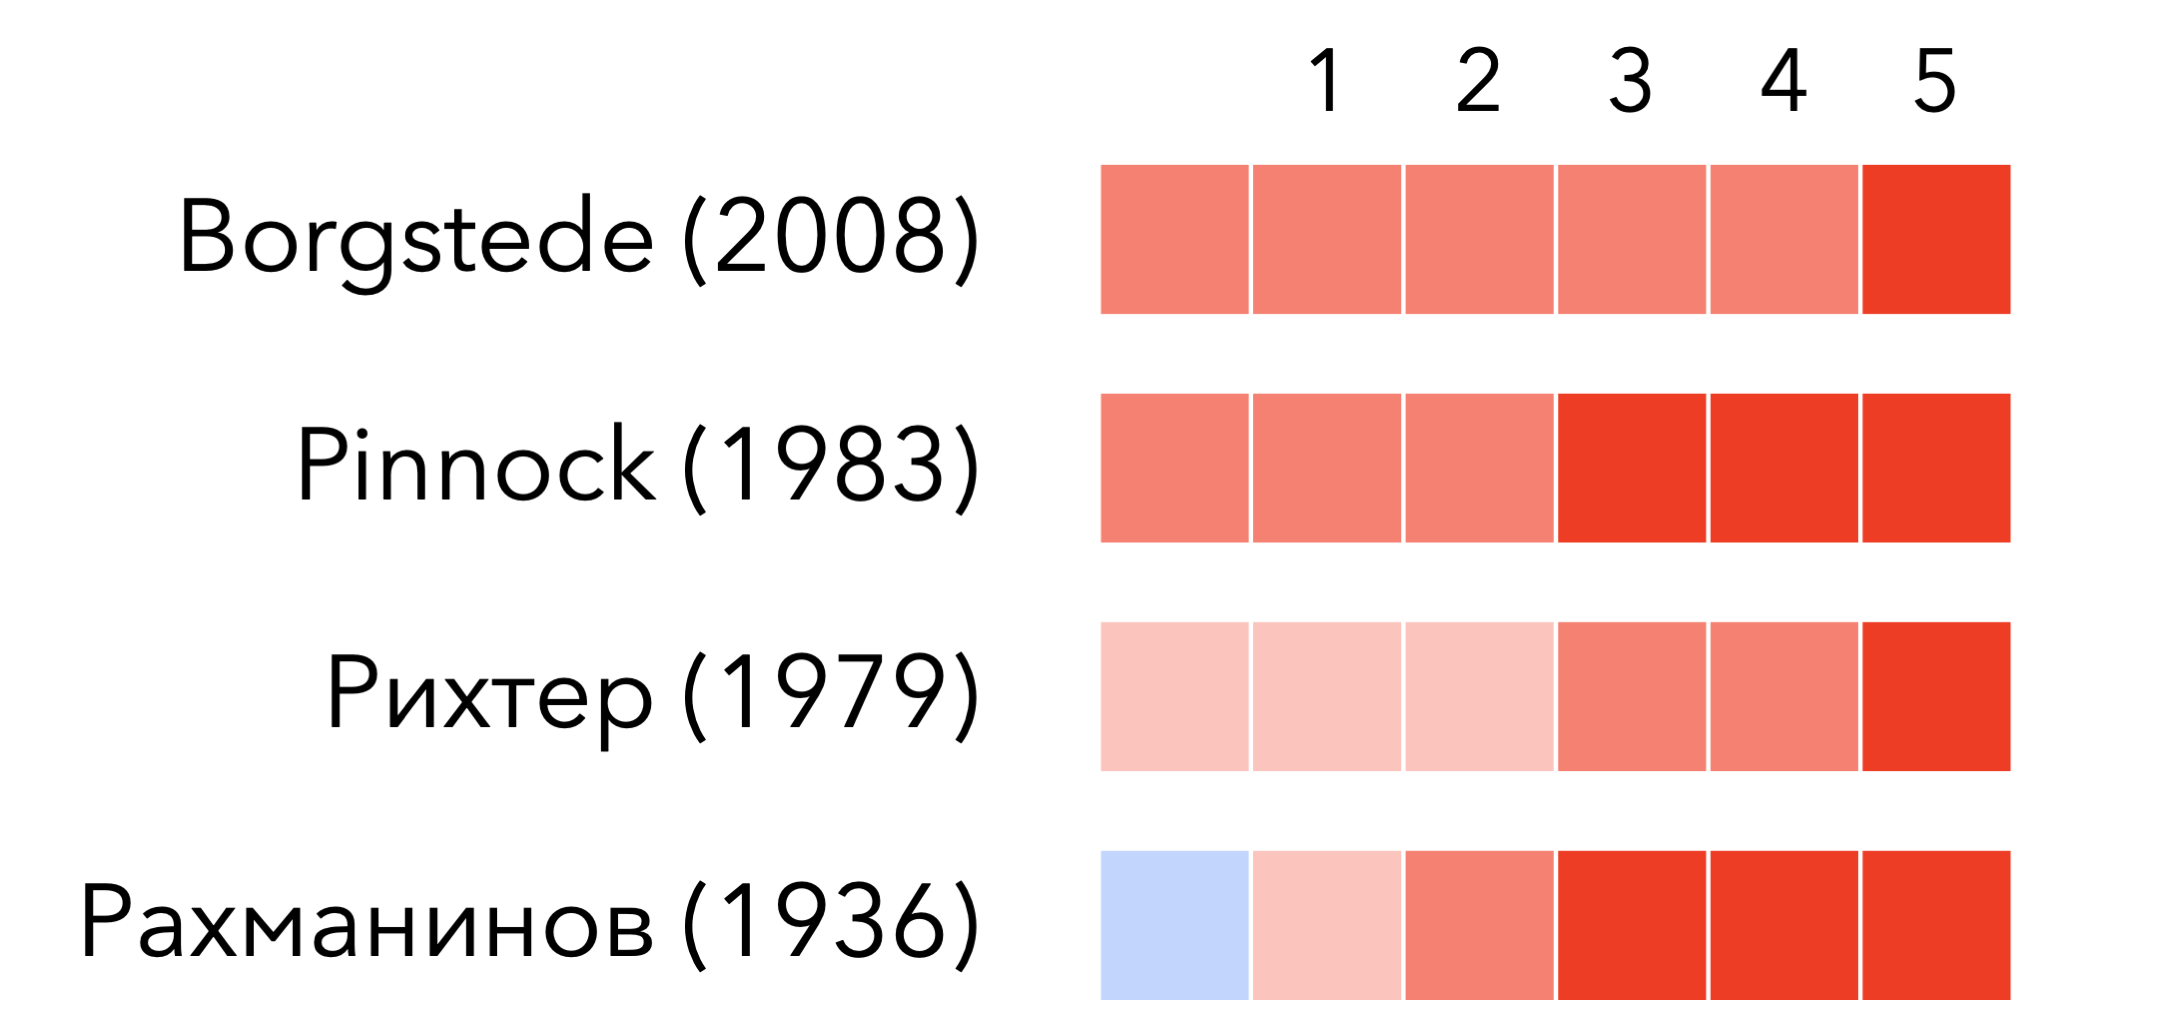 1 2 3 4 5
Borgstede (2008)
Pinnock (1983)
Рихтер (1979)
Рахманинов (1936)